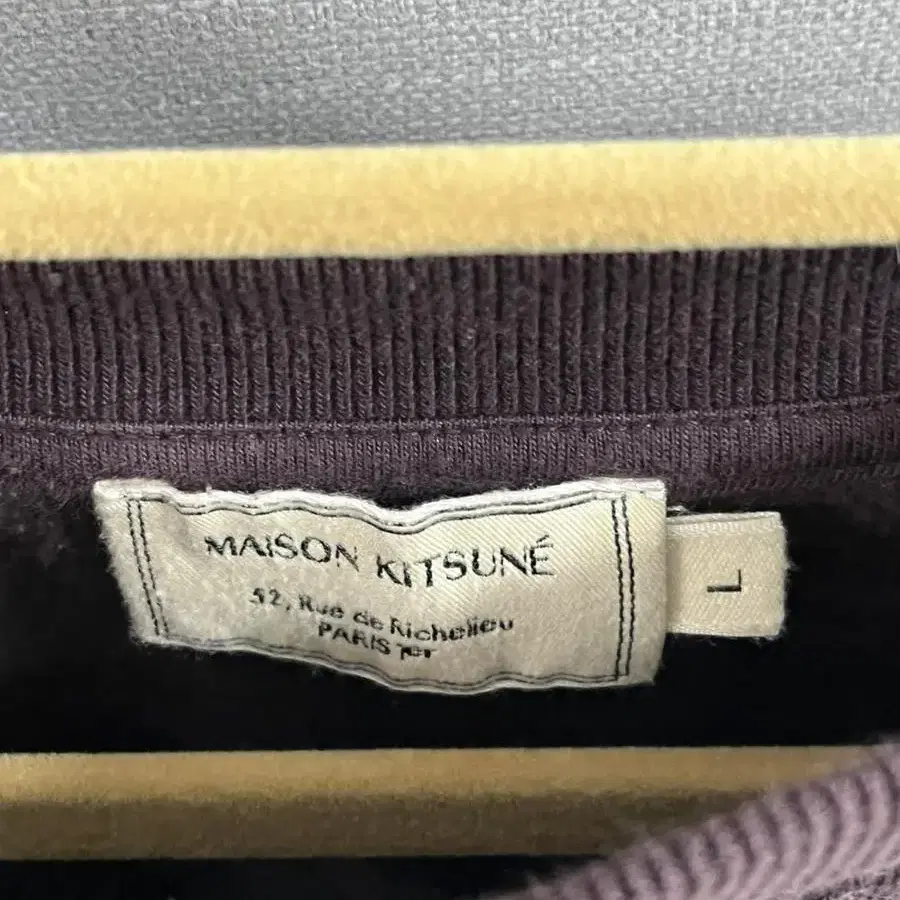 MAISON KITSUNÉ
52, Rue de Richelieu
PARIS 1er
L